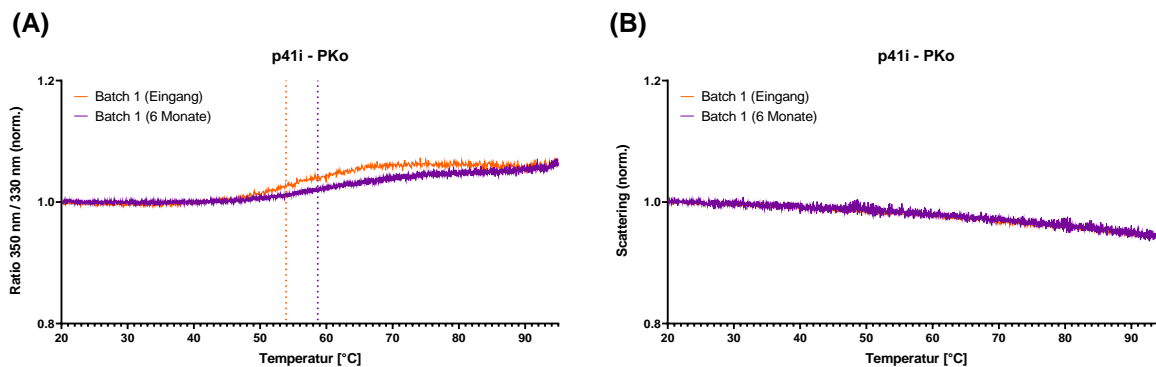 (A)
p41i - PKo
1.2
1.0
0.8
Ratio 350 nm / 330 nm (norm.)
Batch 1 (Eingang)
Batch 1 (6 Monate)
20 30 40 50 60 70 80 90
Temperatur [°C]
(B)
p41i - PKo
1.2
1.0
0.8
Scattering (norm.)
Batch 1 (Eingang)
Batch 1 (6 Monate)
20 30 40 50 60 70 80 90
Temperatur [°C]